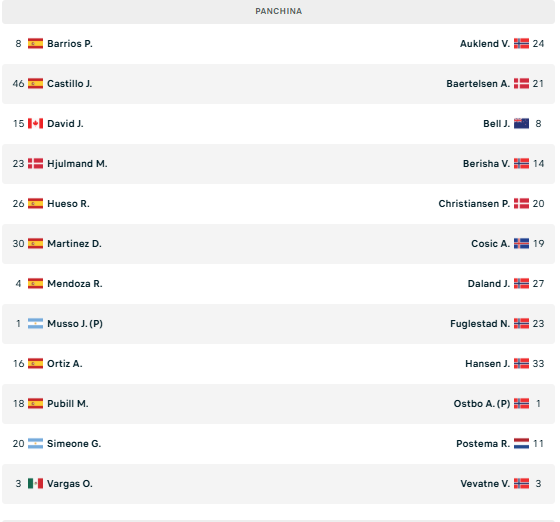 PANCHINA
8 Barrios P. Auklend V. 24
46 Castillo J. Baertelsen A. 21
15 David J. Bell J. 8
23 Hjulmand M. Berisha V. 14
26 Hueso R. Christiansen P. 20
30 Martinez D. Cosic A. 19
4 Mendoza R. Daland J. 27
1 Musso J. (P) Fuglestad N. 23
16 Ortiz A. Hansen J. 33
18 Pubill M. Ostbo A. (P) 1
20 Simeone G. Postema R. 11
3 Vargas O. Vevatne V. 3